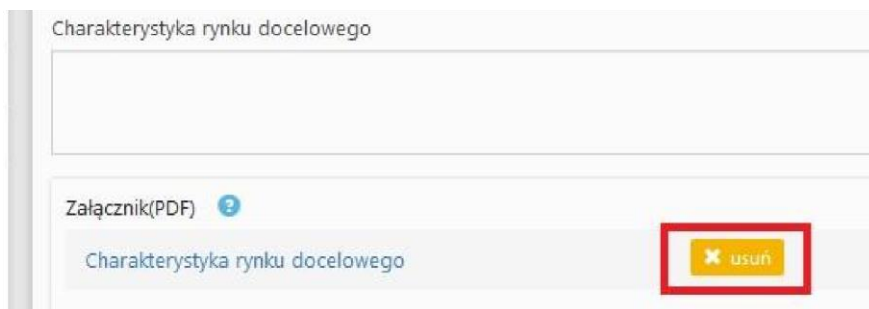 Charakterystyka rynku docelowego
Załącznik(PDF) ?
Charakterystyka rynku docelowego
usuń